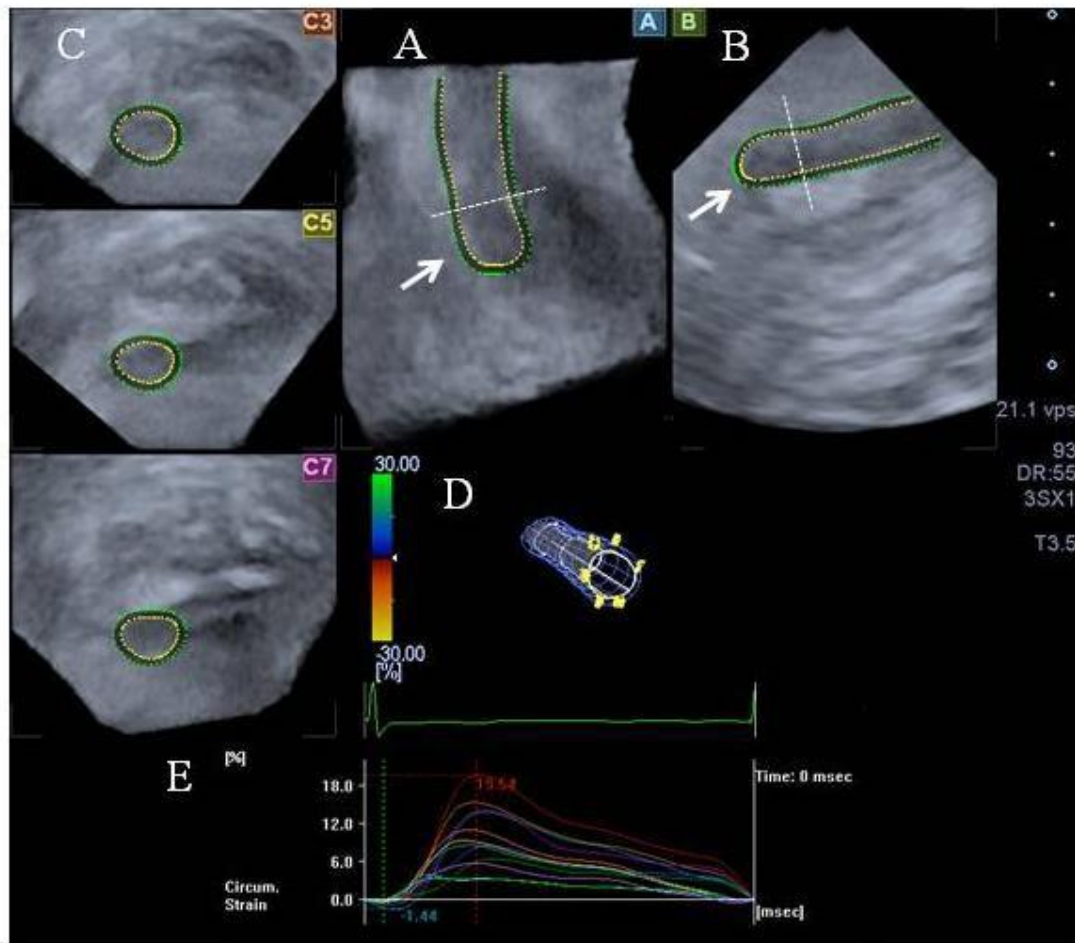 C C3
A A
B B
C5
C7
21.1 vps
93
DR:55
3SX1
T3.5
D
30.00
-30.00
[%]
E
[%]
Time: 0 msec
18.0
12.0
6.0
0.0
19.54
-1.44
Circum.
Strain
[msec]